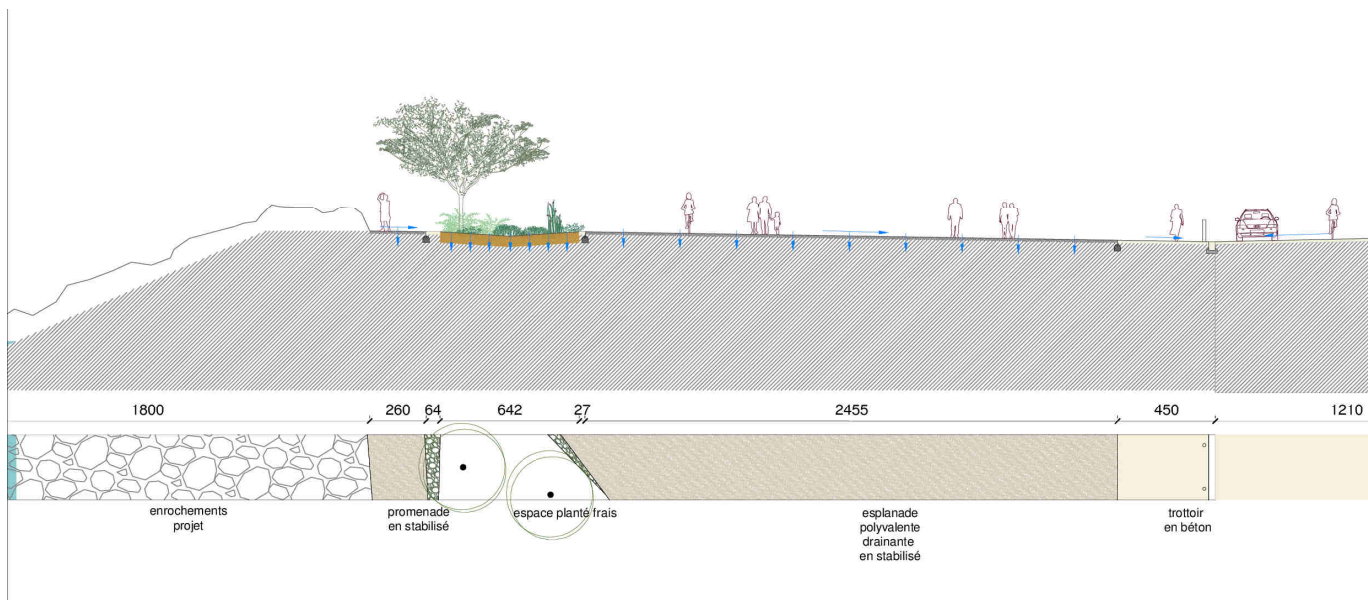 1800 260 64 642 27 2455 450 1210
enrochements
projet
promenade
en stabilisé
espace planté frais
esplanade
polyvalente
drainante
en stabilisé
trottoir
en béton